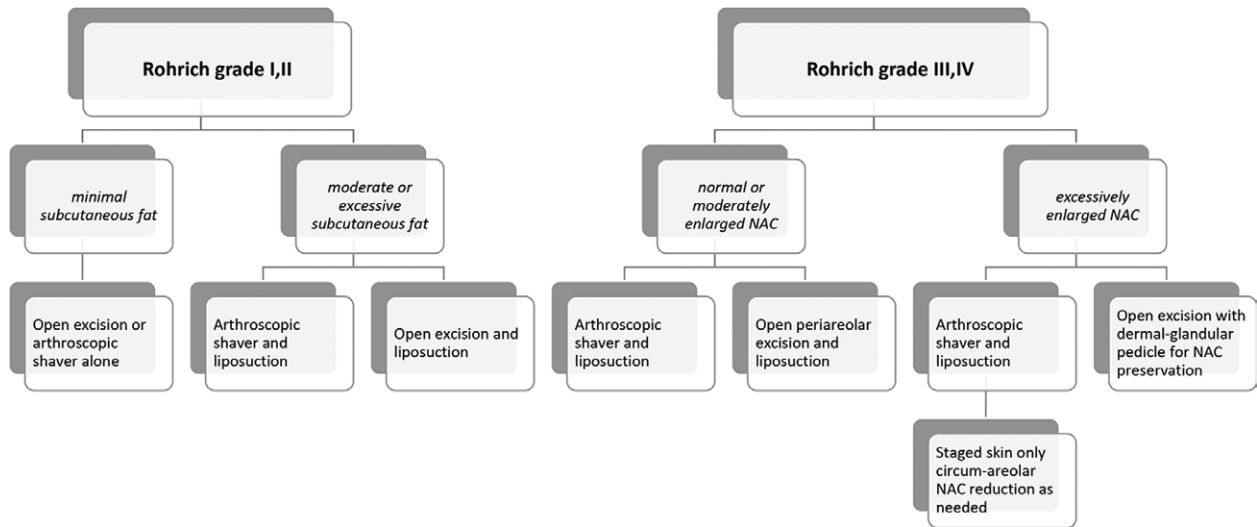 Rohrich grade I,II
Rohrich grade III,IV
minimal
subcutaneous fat
moderate or
excessive
subcutaneous fat
normal or
moderately
enlarged NAC
excessively
enlarged NAC
Open excision or
arthroscopic
shaver alone
Arthroscopic
shaver and
liposuction
Open excision and
liposuction
Arthroscopic
shaver and
liposuction
Open periareolar
excision and
liposuction
Arthroscopic
shaver and
liposuction
Open excision with
dermal-glandular
pedicle for NAC
preservation
Staged skin only
circum-areolar
NAC reduction as
needed